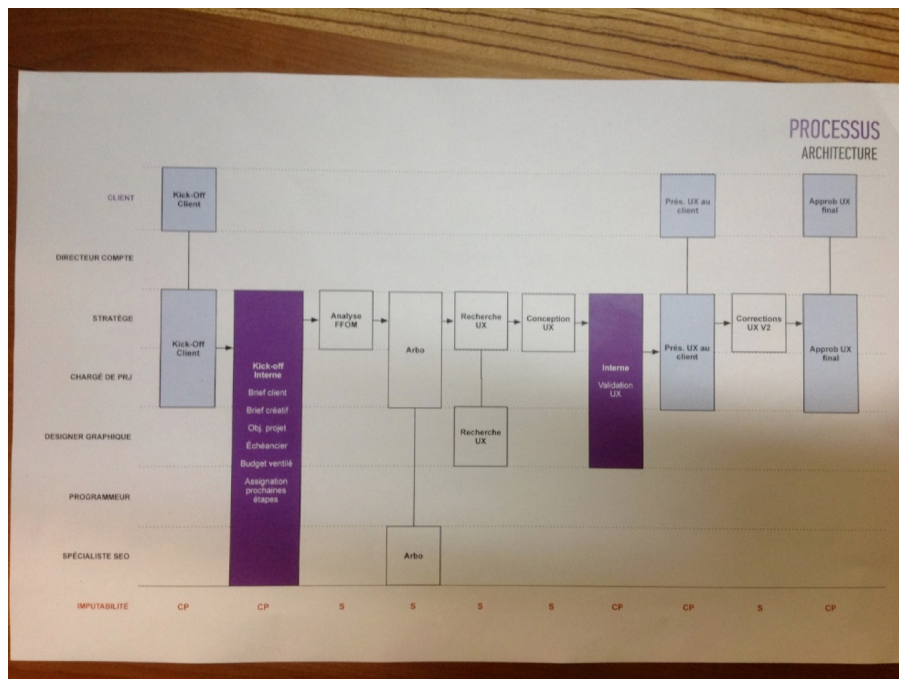 PROCESSUS
ARCHITECTURE
CLIENT
Kick-Off
Client
Prés. UX au
client
Approb UX
final
DIRECTEUR COMPTE
STRATÈGE
Kick-Off
Client
Kick-off
Interne
Brief client
Brief créatif
Obj. projet
Échéancier
Budget ventilé
Assignation
prochaines
étapes
Analyse
FFOM
Arbo
Recherche
UX
Conception
UX
Interne
Validation
UX
Prés. UX au
client
Corrections
UX V2
Approb UX
final
CHARGÉ DE PRJ
DESIGNER GRAPHIQUE
Recherche
UX
PROGRAMMEUR
SPÉCIALISTE SEO
Arbo
IMPUTABILITÉ
CP
CP
S
S
S
S
CP
CP
S
CP